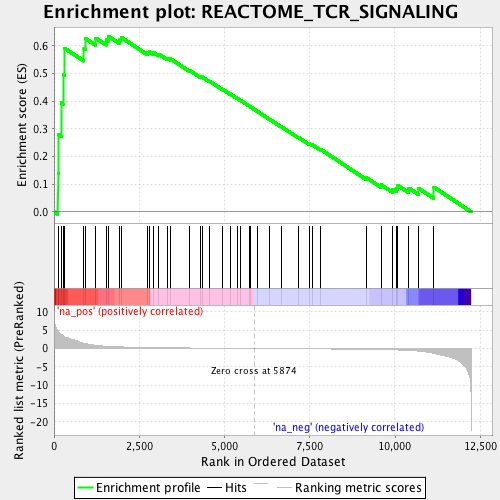 Enrichment plot: REACTOME_TCR_SIGNALING
Enrichment score (ES)
0.6
0.5
0.4
0.3
0.2
0.1
0.0
'na_pos' (positively correlated)
Ranked list metric (PreRanked)
10
5
0
-5
-10
-15
-20
Zero cross at 5874
'na_neg' (negatively correlated)
0
2,500
5,000
7,500
10,000
12,500
Rank in Ordered Dataset
Enrichment profile
Hits
Ranking metric scores